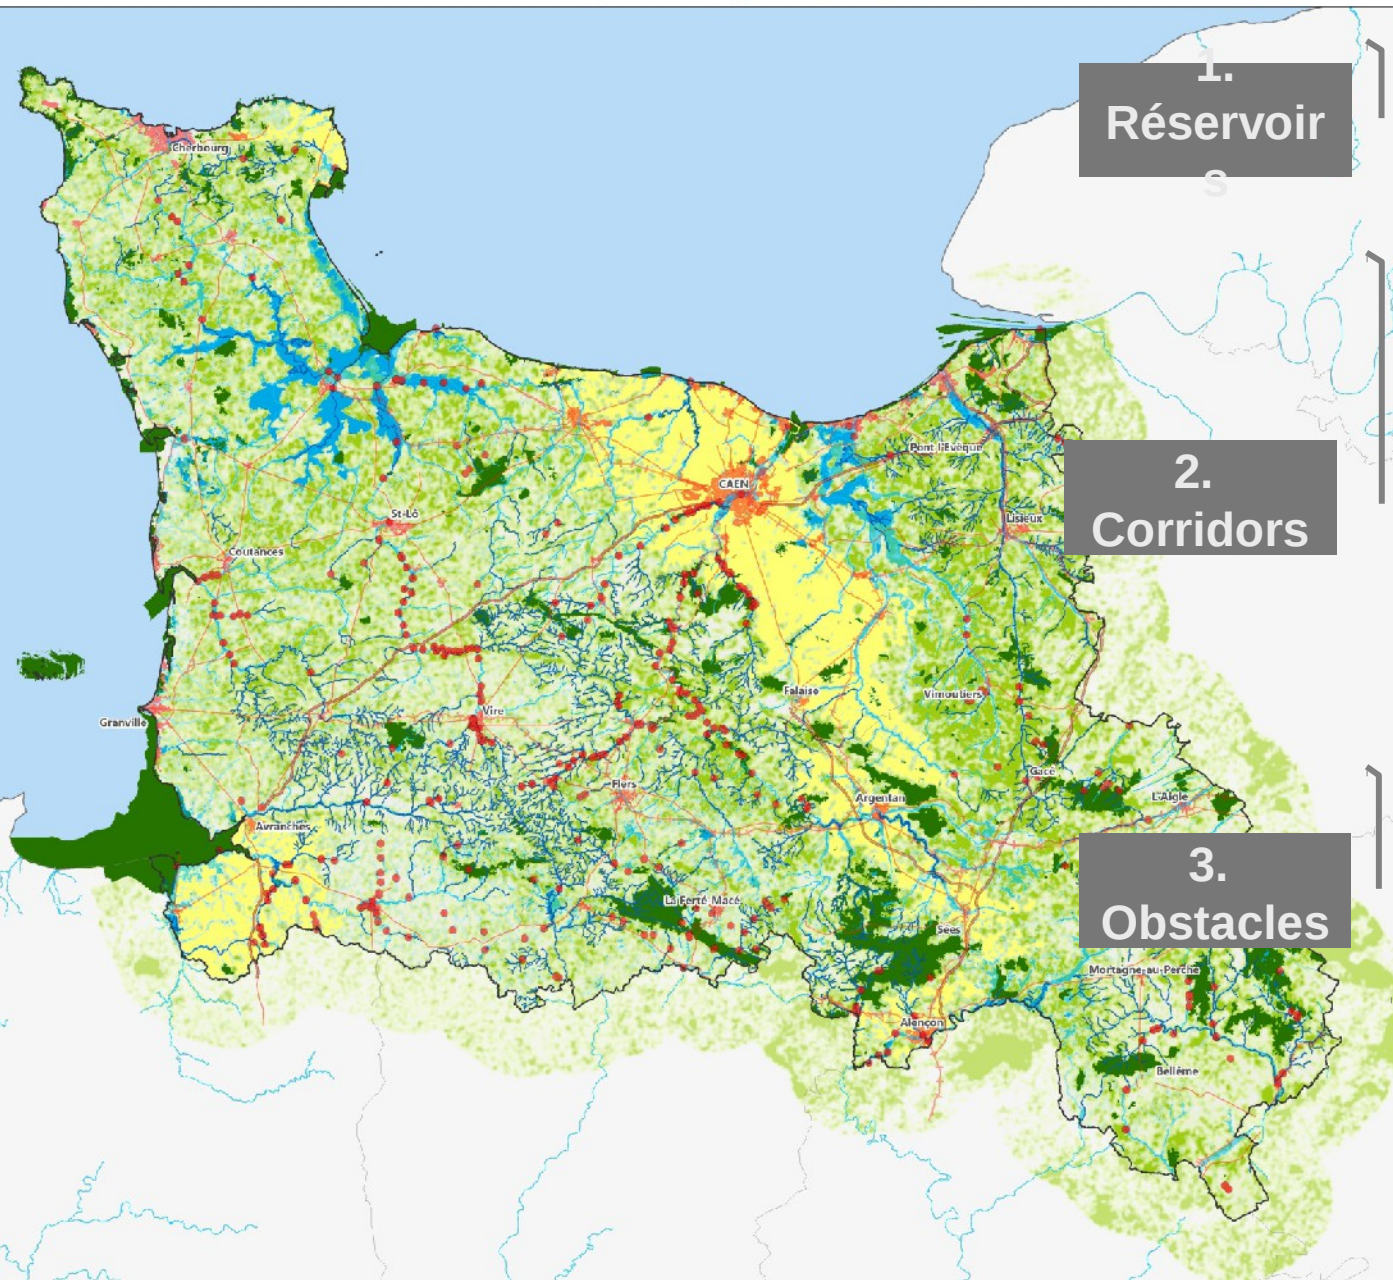 1.
Réservoir
s
Cherbourg
2.
Corridors
Pont l'Evêque
CAEN
St-Lô
Lisieux
Coutances
Falaise
Vimoutiers
Vire
Granville
Gacé
Flers
Argentan
L'Aigle
Avranches
3.
Obstacles
La Ferté-Macé
Sées
Mortagne-au-Perche
Alençon
Bellême